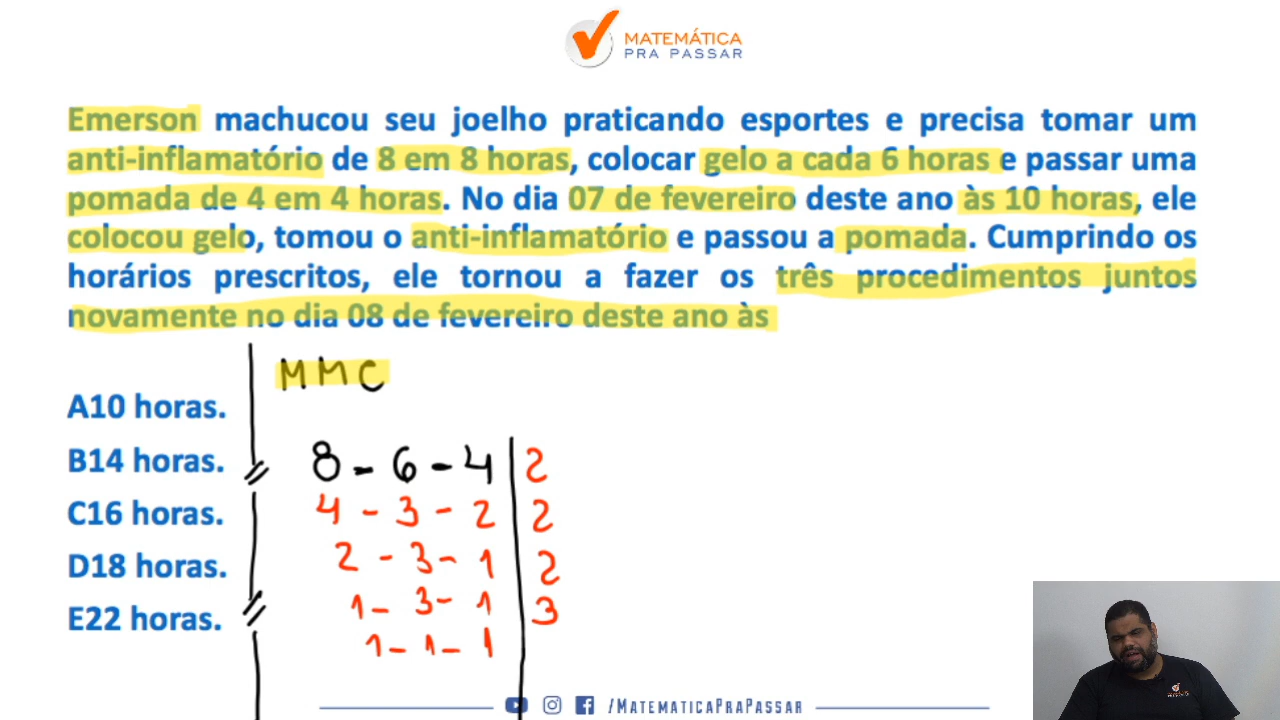 MATEMÁTICA
PRA PASSAR
Emerson machucou seu joelho praticando esportes e precisa tomar um
anti-inflamatório de 8 em 8 horas, colocar gelo a cada 6 horas e passar uma
pomada de 4 em 4 horas. No dia 07 de fevereiro deste ano às 10 horas, ele
colocou gelo, tomou o anti-inflamatório e passou a pomada. Cumprindo os
horários prescritos, ele tornou a fazer os três procedimentos juntos
novamente no dia 08 de fevereiro deste ano às
A10 horas.
B14 horas.
C16 horas.
D18 horas.
E22 horas.
MMC
8 - 6 - 4 | 2
4 - 3 - 2 | 2
2 - 3 - 1 | 2
1 - 3 - 1 | 3
1 - 1 - 1
/MATEMATICAPRAPASSAR